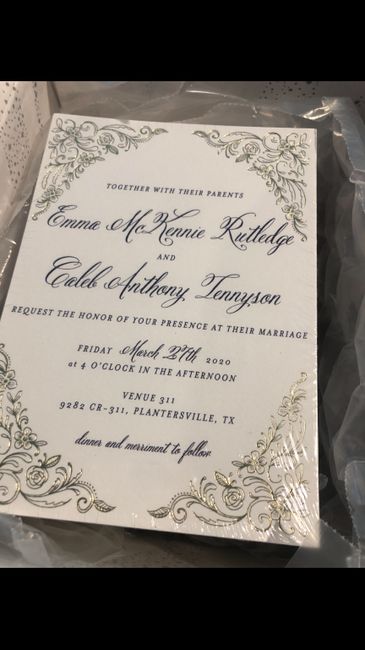 TOGETHER WITH THEIR PARENTS
Emma McKennie Rutledge
AND
Caleb Anthony Tennyson
REQUEST THE HONOR OF YOUR PRESENCE AT THEIR MARRIAGE
FRIDAY March 27th 2020
at 4 O'CLOCK IN THE AFTERNOON
VENUE 311
9282 CR-311, PLANTERSVILLE, TX
dinner and merriment to follow